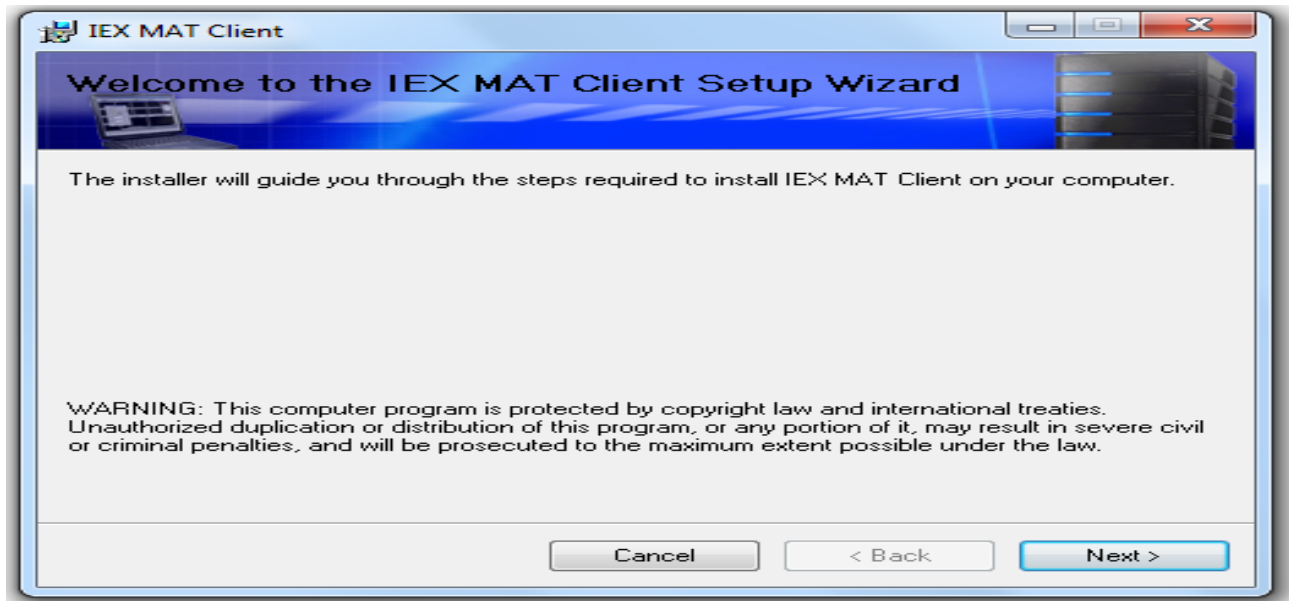 IEX MAT Client
Welcome to the IEX MAT Client Setup Wizard
The installer will guide you through the steps required to install IEX MAT Client on your computer.
WARNING: This computer program is protected by copyright law and international treaties.
Unauthorized duplication or distribution of this program, or any portion of it, may result in severe civil
or criminal penalties, and will be prosecuted to the maximum extent possible under the law.
Cancel
< Back
Next >